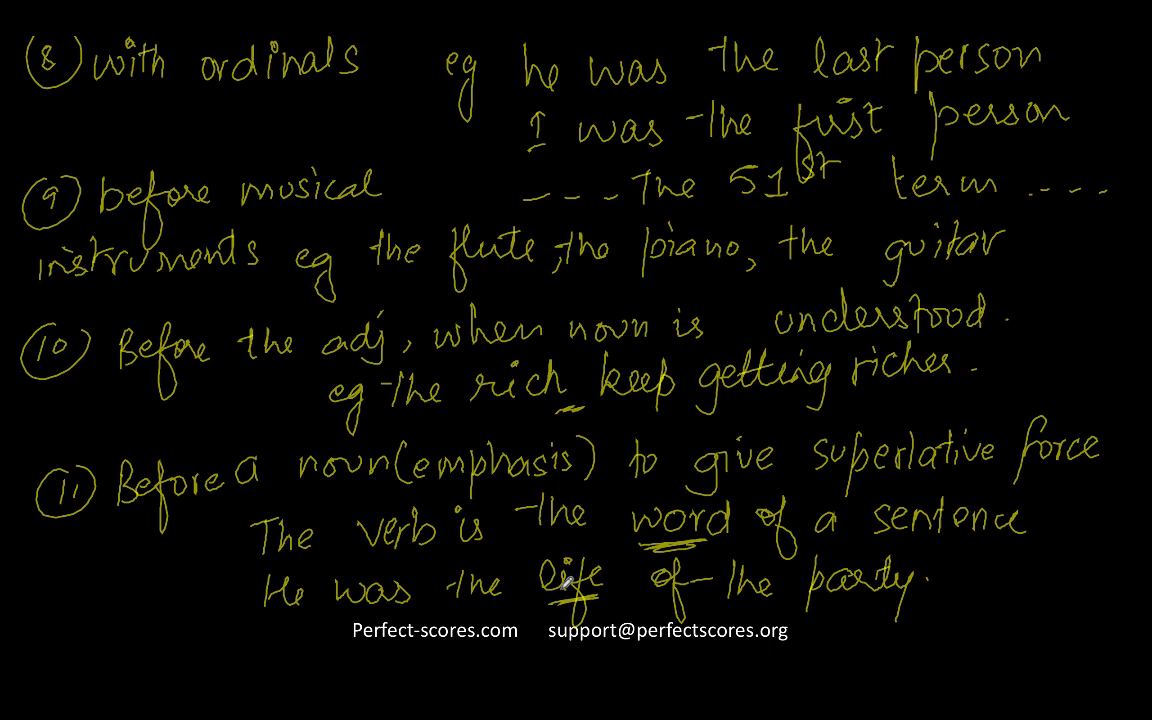 (8) with ordinals eg he was the last person
I was the first person
(9) before musical ---- The 51st term ----
instruments eg the flute, the piano, the guitar
(10) Before the adj, when noun is understood.
eg the rich keep getting richer.
(11) Before a noun (emphasis) to give superlative force
The verb is the word of a sentence
He was the life of the party.
Perfect-scores.com support@perfectscores.org